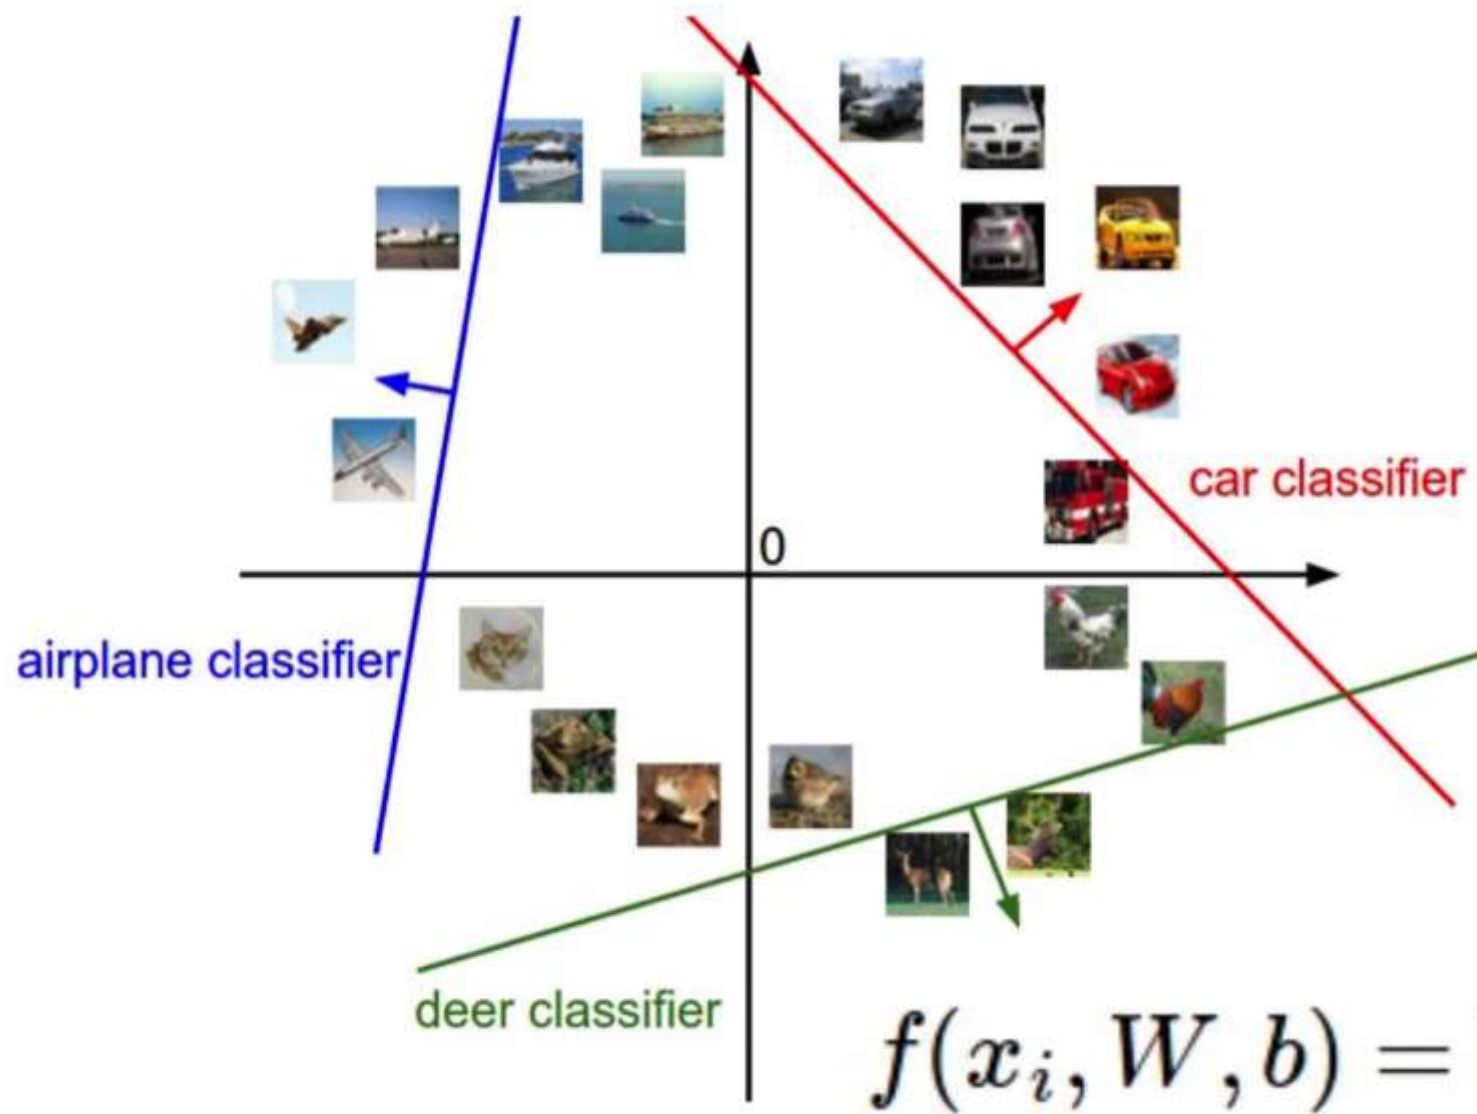 0
car classifier
airplane classifier
deer classifier
f(x_i, W, b) =